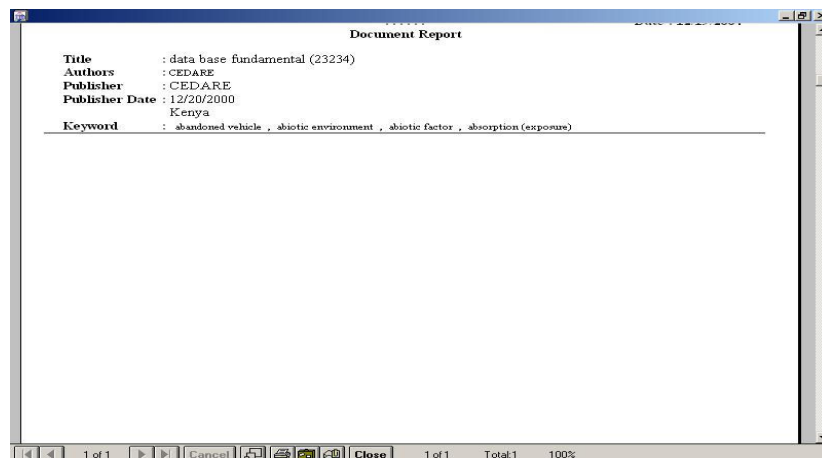 Document Report
Title : data base fundamental (23234)
Authors : CEDARE
Publisher : CEDARE
Publisher Date : 12/20/2000
Kenya
Keyword : abandoned vehicle , abiotic environment , abiotic factor , absorption (exposure)
1 of 1 Cancel Close 1 of 1 Total:1 100%